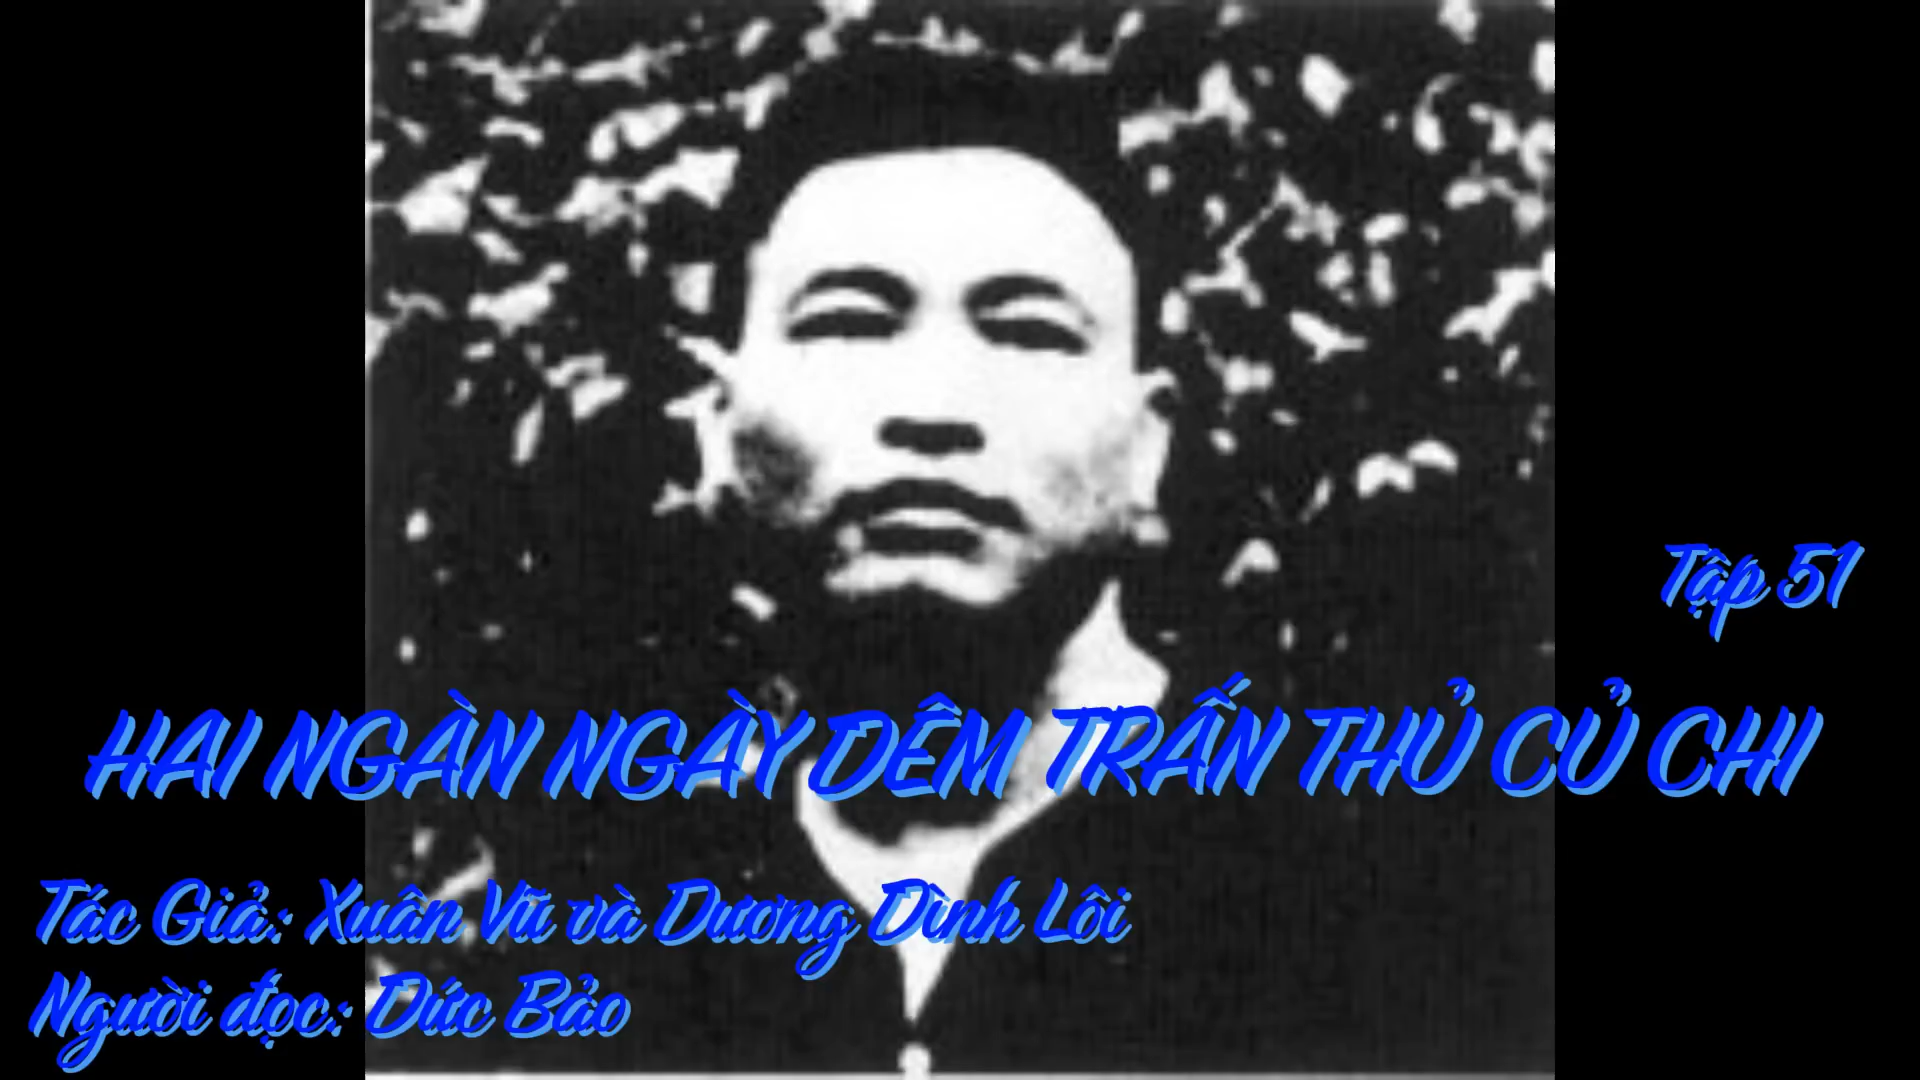 Tập 51
HAI NGÀN NGÀY ĐÊM TRẤN THỦ CỦ CHI
Tác Giả: Xuân Vũ và Dương Đình Lôi
Người đọc: Đức Bảo